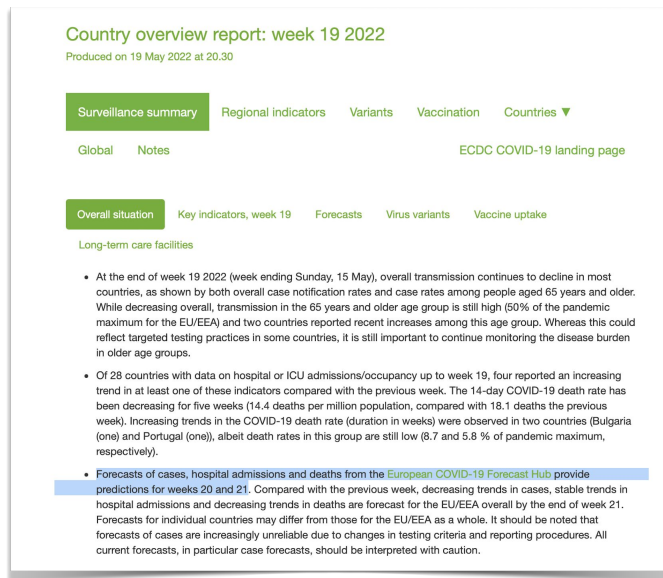 Country overview report: week 19 2022
Produced on 19 May 2022 at 20.30
Surveillance summary Regional indicators Variants Vaccination Countries ▼
Global Notes ECDC COVID-19 landing page
Overall situation Key indicators, week 19 Forecasts Virus variants Vaccine uptake
Long-term care facilities
• At the end of week 19 2022 (week ending Sunday, 15 May), overall transmission continues to decline in most
countries, as shown by both overall case notification rates and case rates among people aged 65 years and older.
While decreasing overall, transmission in the 65 years and older age group is still high (50% of the pandemic
maximum for the EU/EEA) and two countries reported recent increases among this age group. Whereas this could
reflect targeted testing practices in some countries, it is still important to continue monitoring the disease burden
in older age groups.
• Of 28 countries with data on hospital or ICU admissions/occupancy up to week 19, four reported an increasing
trend in at least one of these indicators compared with the previous week. The 14-day COVID-19 death rate has
been decreasing for five weeks (14.4 deaths per million population, compared with 18.1 deaths the previous
week). Increasing trends in the COVID-19 death rate (duration in weeks) were observed in two countries (Bulgaria
(one) and Portugal (one)), albeit death rates in this group are still low (8.7 and 5.8 % of pandemic maximum,
respectively).
• Forecasts of cases, hospital admissions and deaths from the European COVID-19 Forecast Hub provide
predictions for weeks 20 and 21. Compared with the previous week, decreasing trends in cases, stable trends in
hospital admissions and decreasing trends in deaths are forecast for the EU/EEA overall by the end of week 21.
Forecasts for individual countries may differ from those for the EU/EEA as a whole. It should be noted that
forecasts of cases are increasingly unreliable due to changes in testing criteria and reporting procedures. All
current forecasts, in particular case forecasts, should be interpreted with caution.